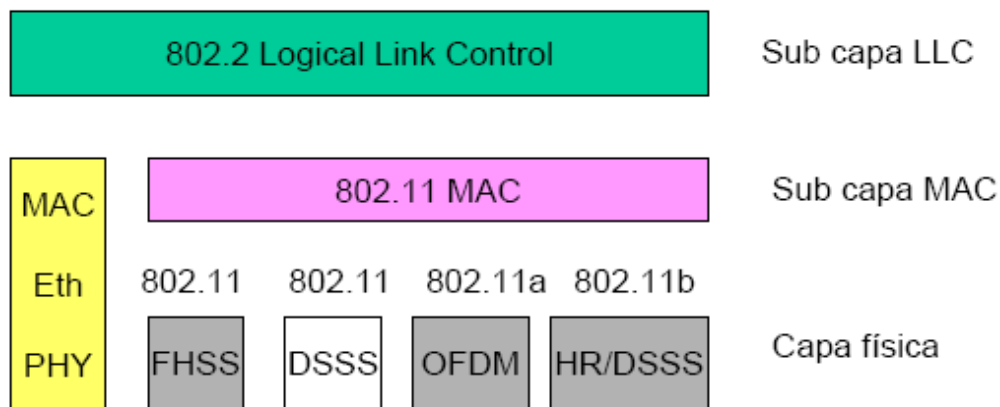 802.2 Logical Link Control
Sub capa LLC
MAC
802.11 MAC
Sub capa MAC
Eth
802.11
802.11
802.11a
802.11b
PHY
FHSS
DSSS
OFDM
HR/DSSS
Capa física